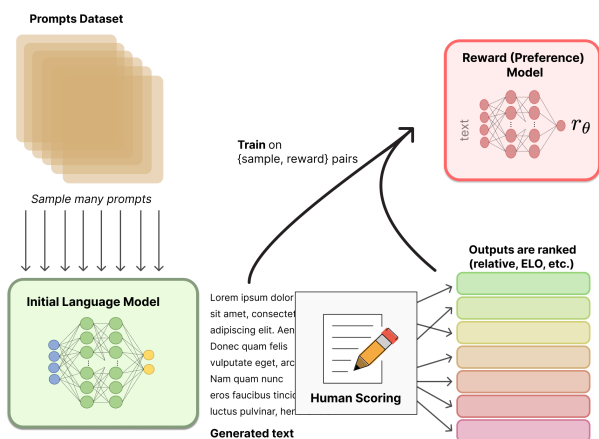 Prompts Dataset
Sample many prompts
Initial Language Model
Lorem ipsum dolor
sit amet, consectet
adipiscing elit. Aen
Donec quam felis
vulputate eget, arc
Nam quam nunc
eros faucibus tincid
luctus pulvinar, her
Generated text
Human Scoring
Train on
{sample, reward} pairs
Reward (Preference)
Model
text
rθ
Outputs are ranked
(relative, ELO, etc.)